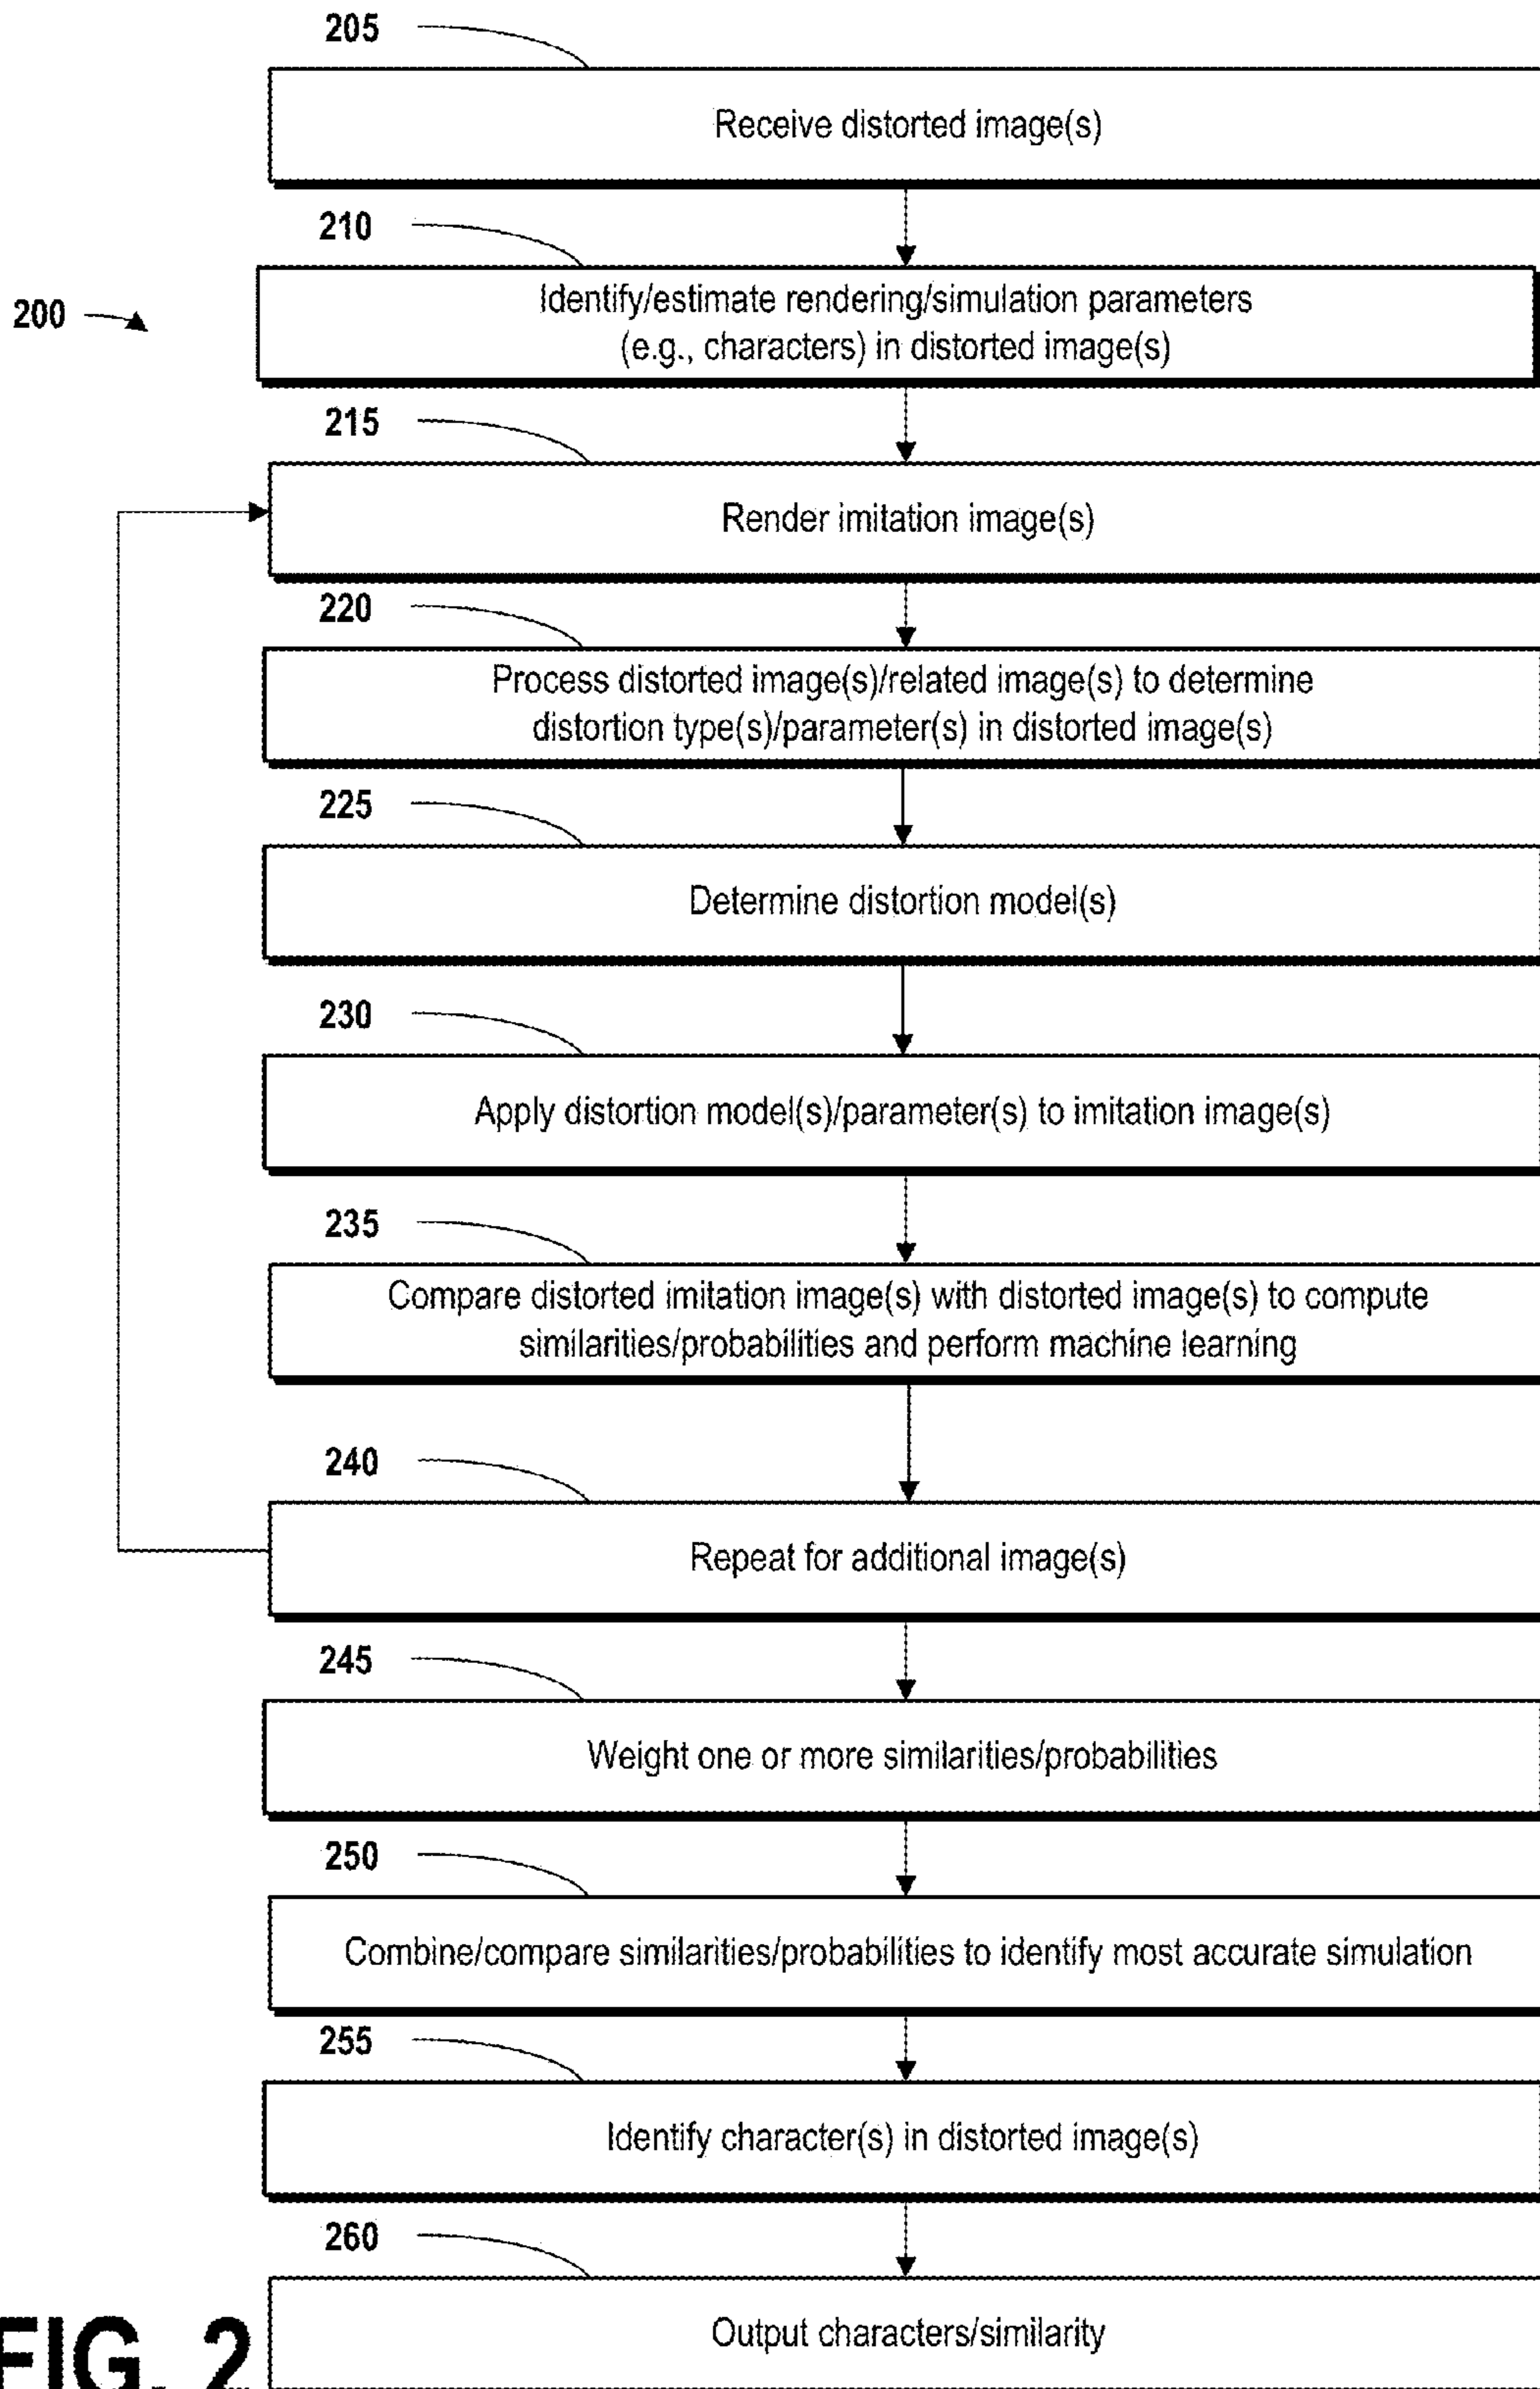 205
Receive distorted image(s)
210
200
Identify/estimate rendering/simulation parameters
(e.g., characters) in distorted image(s)
215
Render imitation image(s)
220
Process distorted image(s)/related image(s) to determine
distortion type(s)/parameter(s) in distorted image(s)
225
Determine distortion model(s)
230
Apply distortion model(s)/parameter(s) to imitation image(s)
235
Compare distorted imitation image(s) with distorted image(s) to compute
similarities/probabilities and perform machine learning
240
Repeat for additional image(s)
245
Weight one or more similarities/probabilities
250
Combine/compare similarities/probabilities to identify most accurate simulation
255
Identify character(s) in distorted image(s)
260
Output characters/similarity
FIG. 2